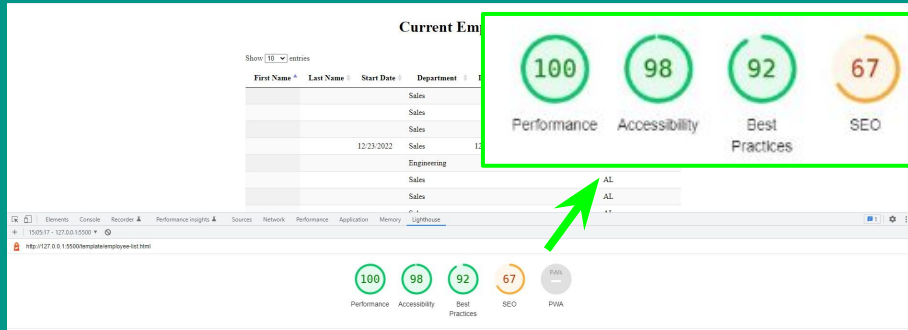 Current Em
Show 10 entries
First Name Last Name Start Date Department
Sales
Sales
Sales
12/23/2022 Sales 12
Engineering
Sales AL
Sales AL
100 98 92 67
Performance Accessibility Best Practices SEO
Elements Console Recorder Performance insights Sources Network Performance Application Memory Lighthouse 1
+ 15:05:17 - 127.0.0.1:5500
http://127.0.0.1:5500/template/employee-list.html
100 98 92 67
Performance Accessibility Best Practices SEO PWA